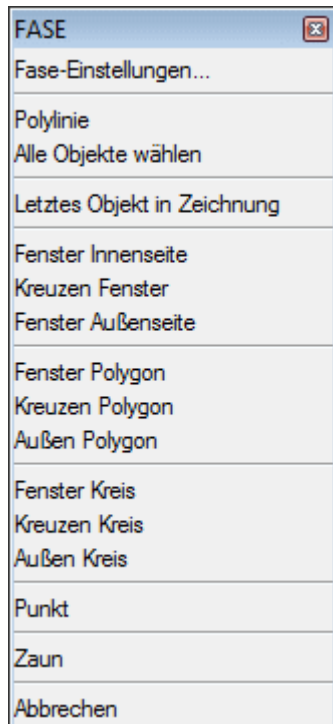 FASE
Fase-Einstellungen...
Polylinie
Alle Objekte wählen
Letztes Objekt in Zeichnung
Fenster Innenseite
Kreuzen Fenster
Fenster Außenseite
Fenster Polygon
Kreuzen Polygon
Außen Polygon
Fenster Kreis
Kreuzen Kreis
Außen Kreis
Punkt
Zaun
Abbrechen